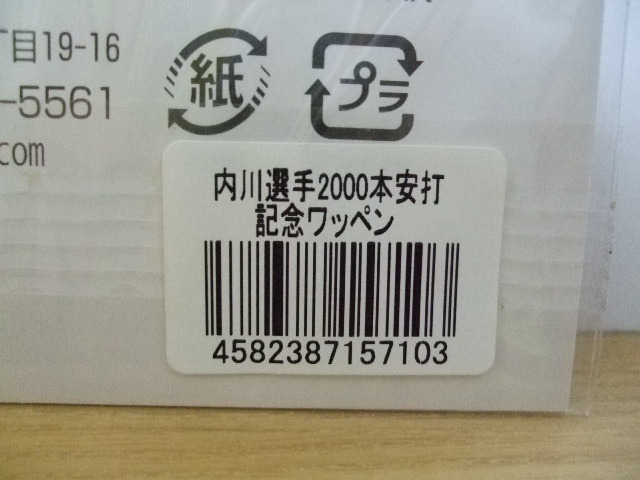 丁目19-16
-5561
.com
紙
プラ
内川選手2000本安打
記念ワッペン
4582387157103